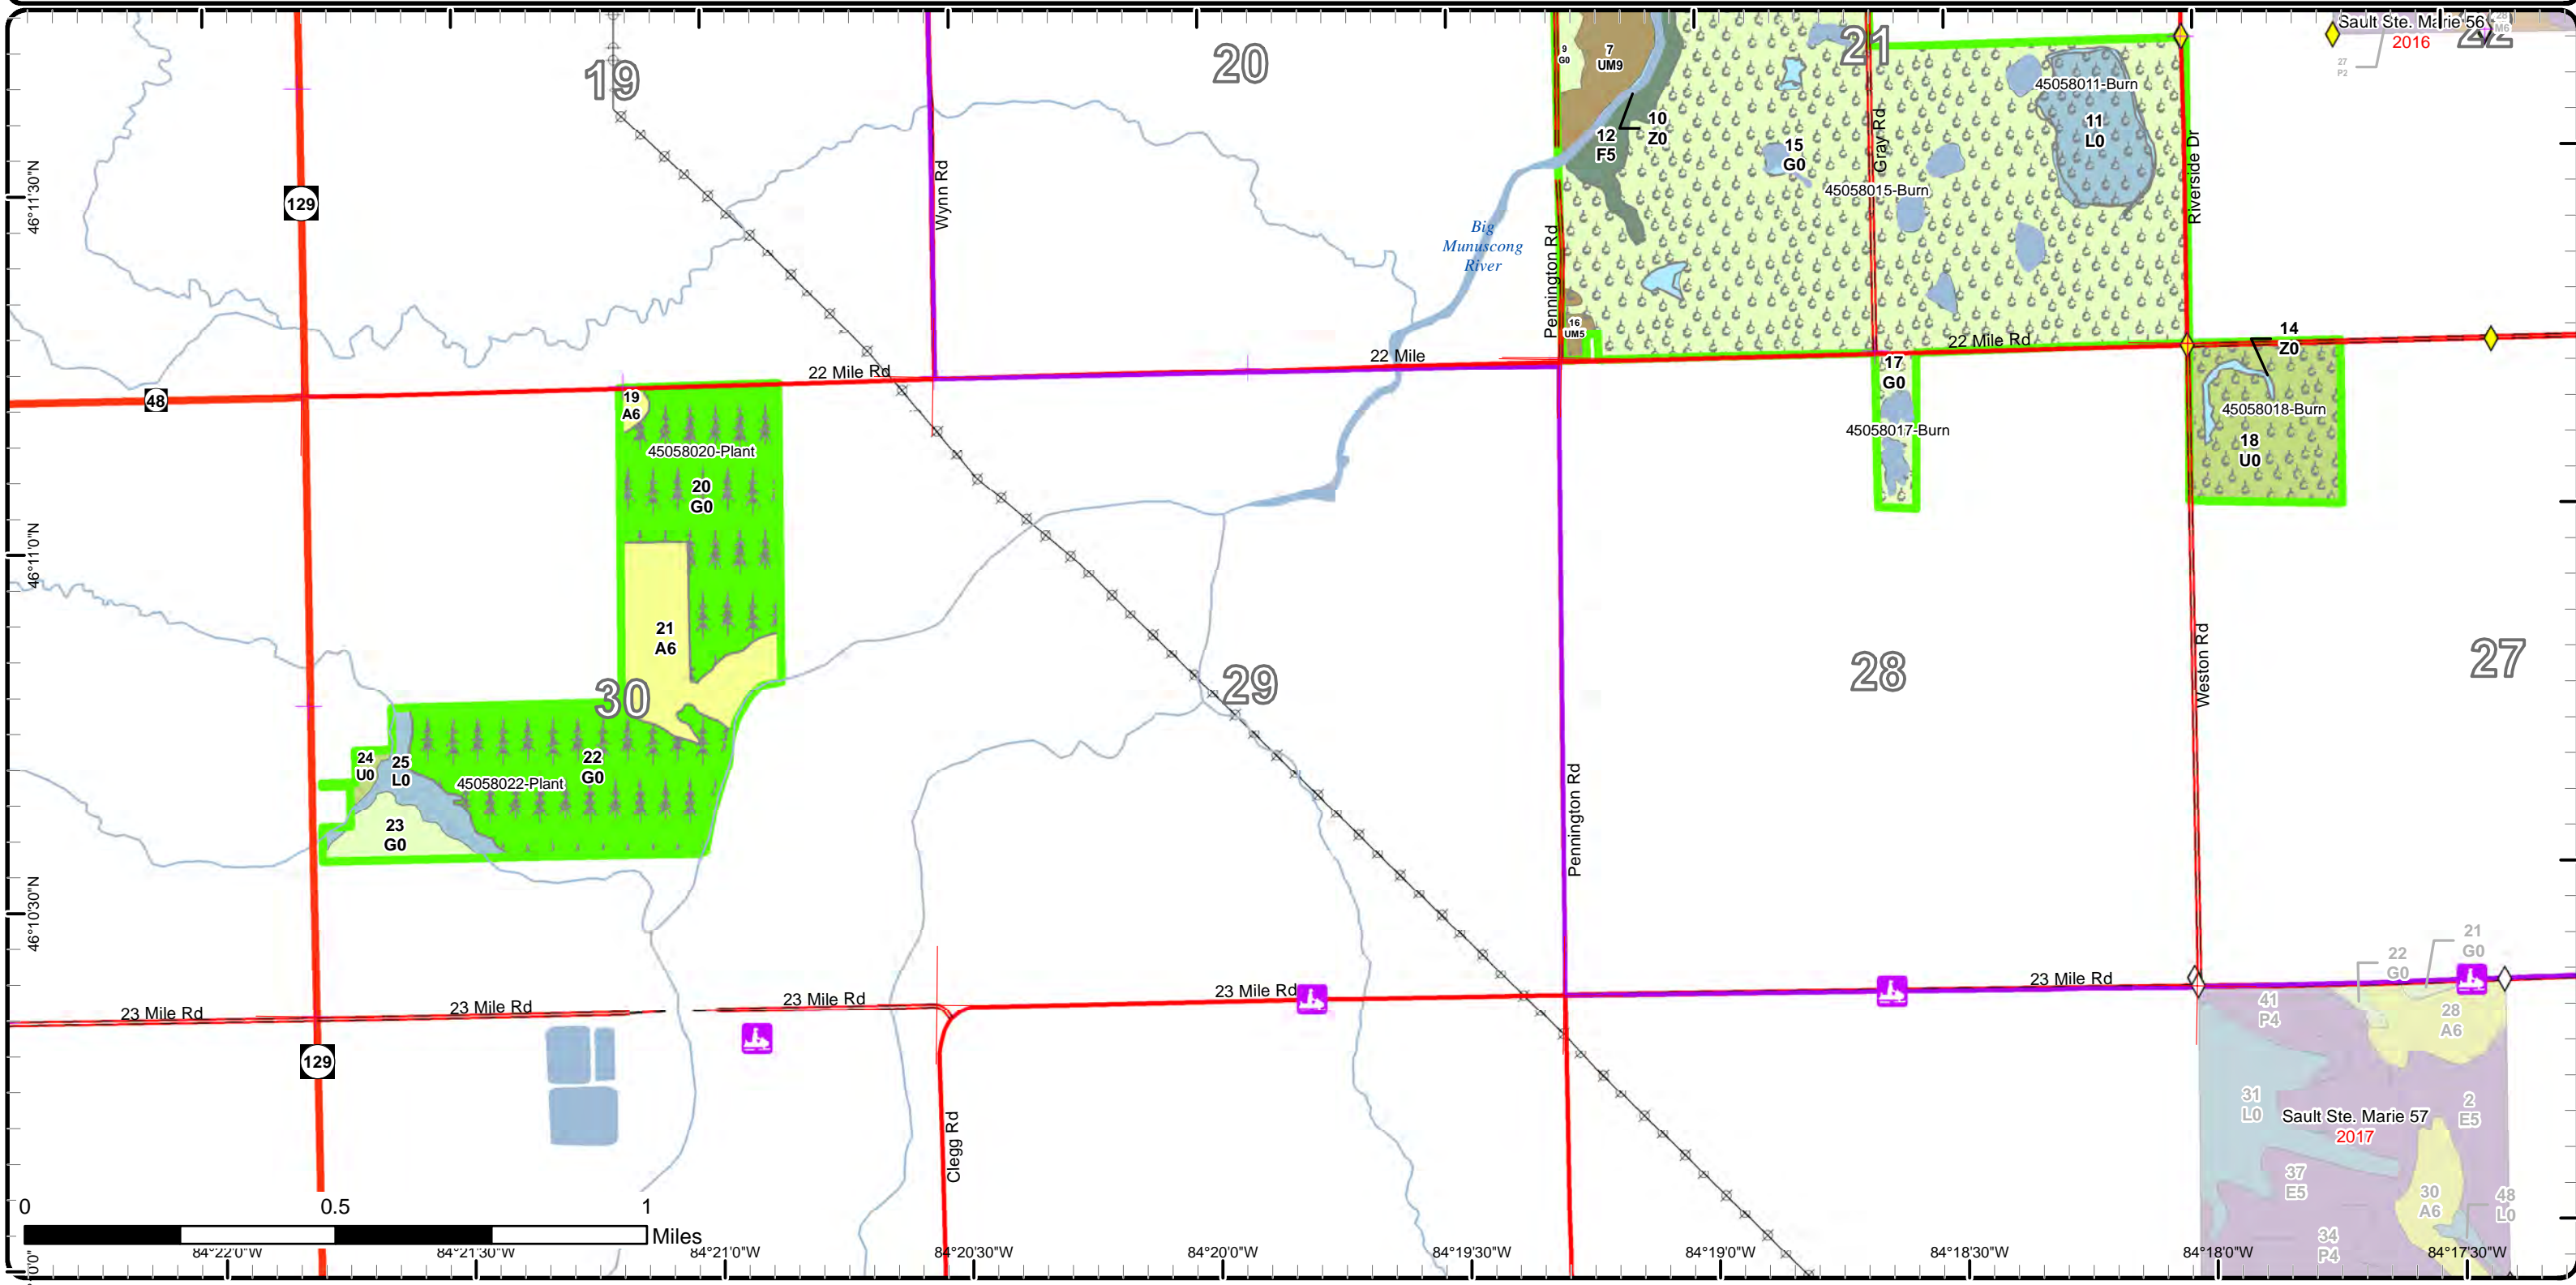 Sault Ste. Marie 56
2016
22
28
M6
27
P2
19
20
21
9
G0
7
UM9
10
Z0
12
F5
15
G0
45058015-Burn
45058011-Burn
11
L0
Gray Rd
Riverside Dr
Wynn Rd
129
46°11'30"N
Big
Munuscong
River
Pennington Rd
16
UM5
22 Mile Rd
22 Mile
22 Mile Rd
48
14
Z0
17
G0
45058017-Burn
45058018-Burn
18
U0
19
A6
45058020-Plant
20
G0
46°11'0"N
21
A6
30
29
28
27
Weston Rd
Pennington Rd
24
U0
25
L0
22
G0
45058022-Plant
23
G0
46°10'30"N
23 Mile Rd
23 Mile Rd
23 Mile Rd
23 Mile Rd
23 Mile Rd
129
Clegg Rd
22
G0
21
G0
41
P4
28
A6
31
L0
Sault Ste. Marie 57
2017
2
E5
37
E5
30
A6
48
L0
34
P4
0
0.5
1
Miles
84°22'0"W
84°21'30"W
84°21'0"W
84°20'30"W
84°20'0"W
84°19'30"W
84°19'0"W
84°18'30"W
84°18'0"W
84°17'30"W